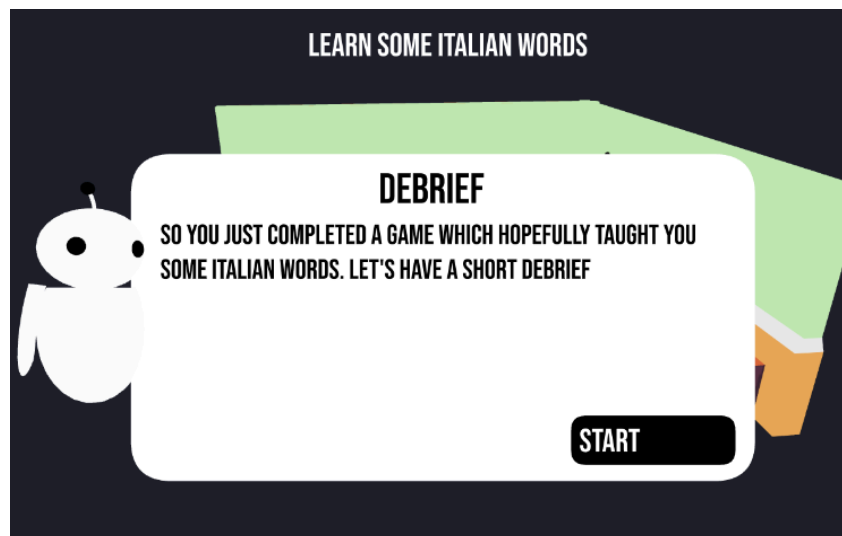 LEARN SOME ITALIAN WORDS
DEBRIEF
SO YOU JUST COMPLETED A GAME WHICH HOPEFULLY TAUGHT YOU
SOME ITALIAN WORDS. LET'S HAVE A SHORT DEBRIEF
START